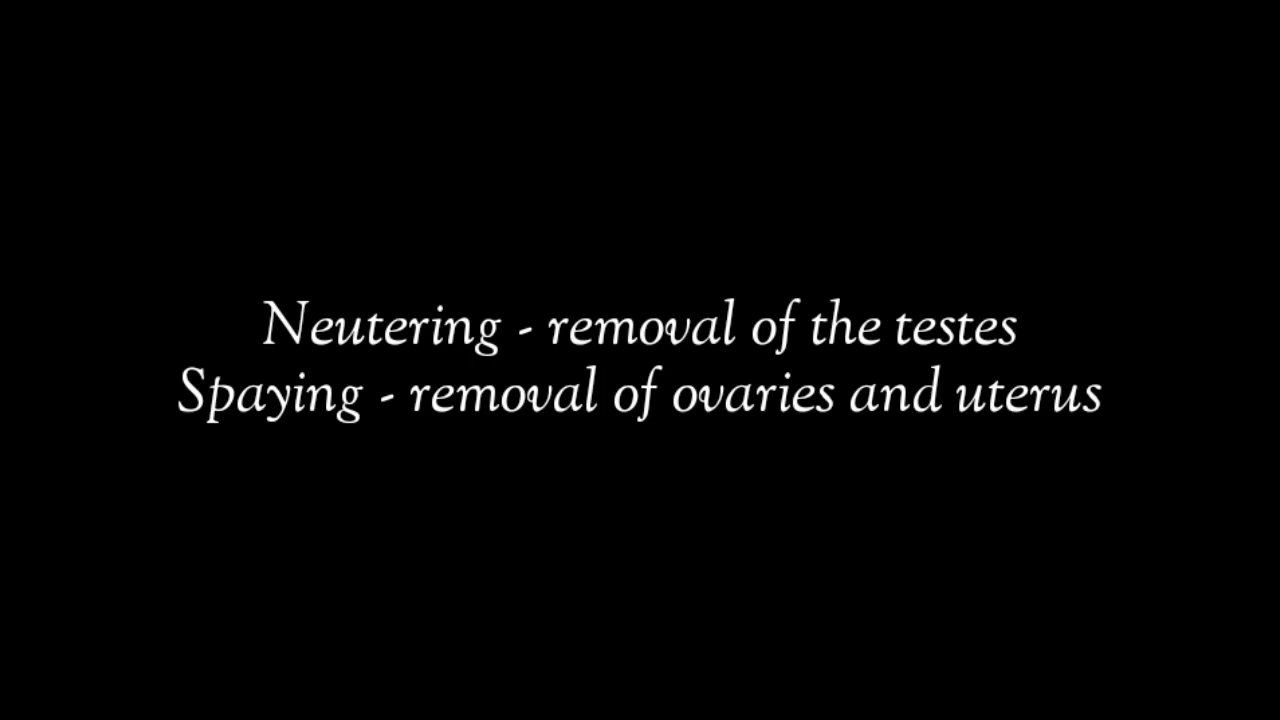 Neutering - removal of the testes
Spaying - removal of ovaries and uterus